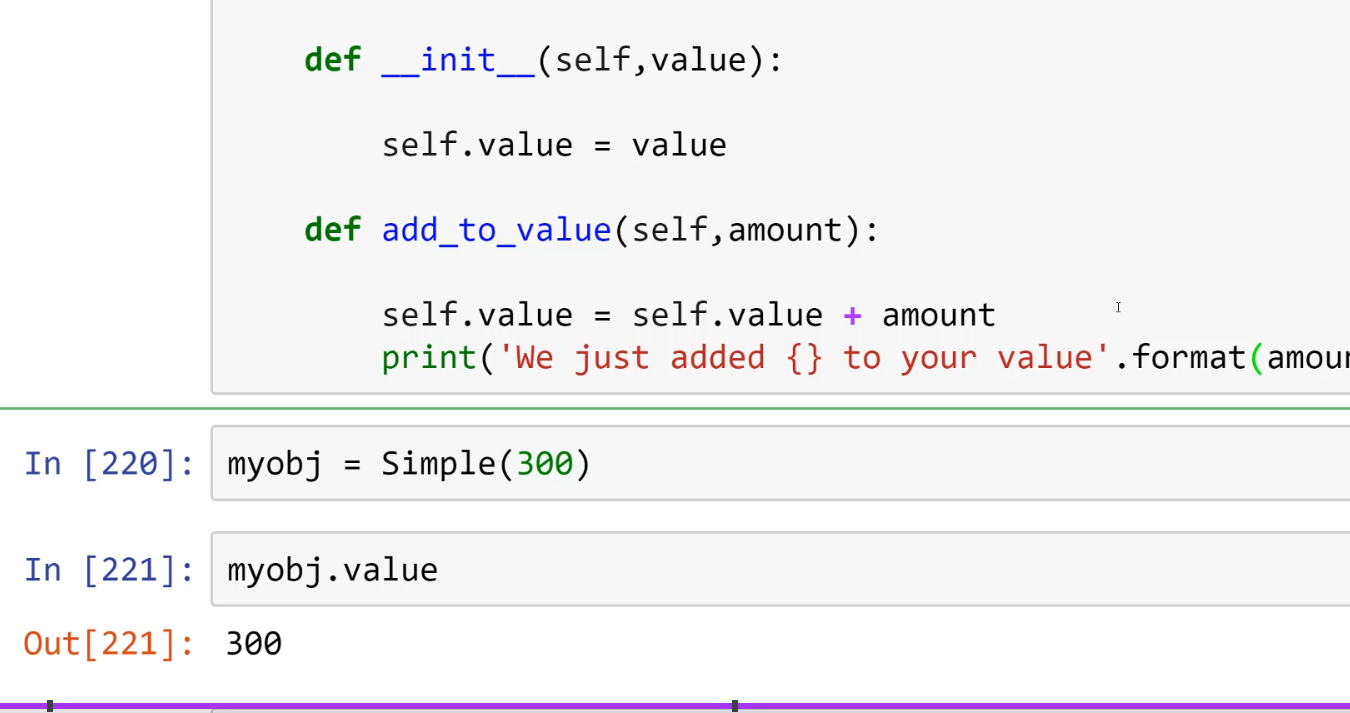 def __init__(self,value):
self.value = value
def add_to_value(self,amount):
self.value = self.value + amount
print('We just added {} to your value'.format(
In [220]: myobj = Simple(300)
In [221]: myobj.value
Out[221]: 300